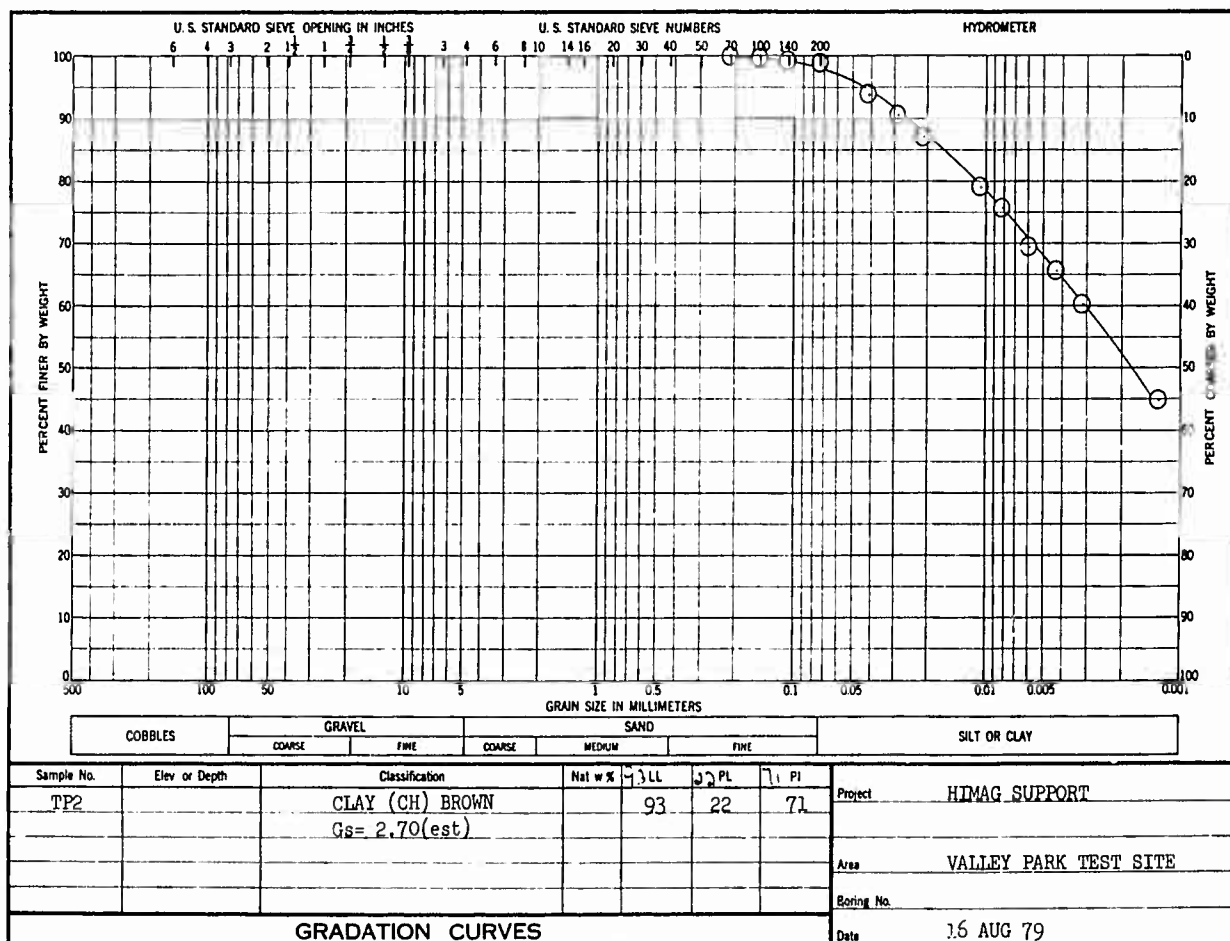 U. S. STANDARD SIEVE OPENING IN INCHES U. S. STANDARD SIEVE NUMBERS HYDROMETER
6 4 3 2 1½ 1 ¾ ½ ⅜ 3 4 6 8 10 14 16 20 30 40 50 70 100 140 200
100 0
90 10
80 20
70 30
60 40
50 50
40 60
30 70
20 80
10 90
0 100
PERCENT FINER BY WEIGHT
PERCENT COARSER BY WEIGHT
500 100 50 10 5 1 0.5 0.1 0.05 0.01 0.005 0.001
GRAIN SIZE IN MILLIMETERS
COBBLES GRAVEL SAND SILT OR CLAY
COARSE FINE COARSE MEDIUM FINE
Sample No. Elev or Depth Classification Nat w % LL 22 PL 71 PI
TP2 CLAY (CH) BROWN 93 22 71
Gs= 2.70(est)
Project HIMAG SUPPORT
Area VALLEY PARK TEST SITE
Boring No.
Date 16 AUG 79
GRADATION CURVES